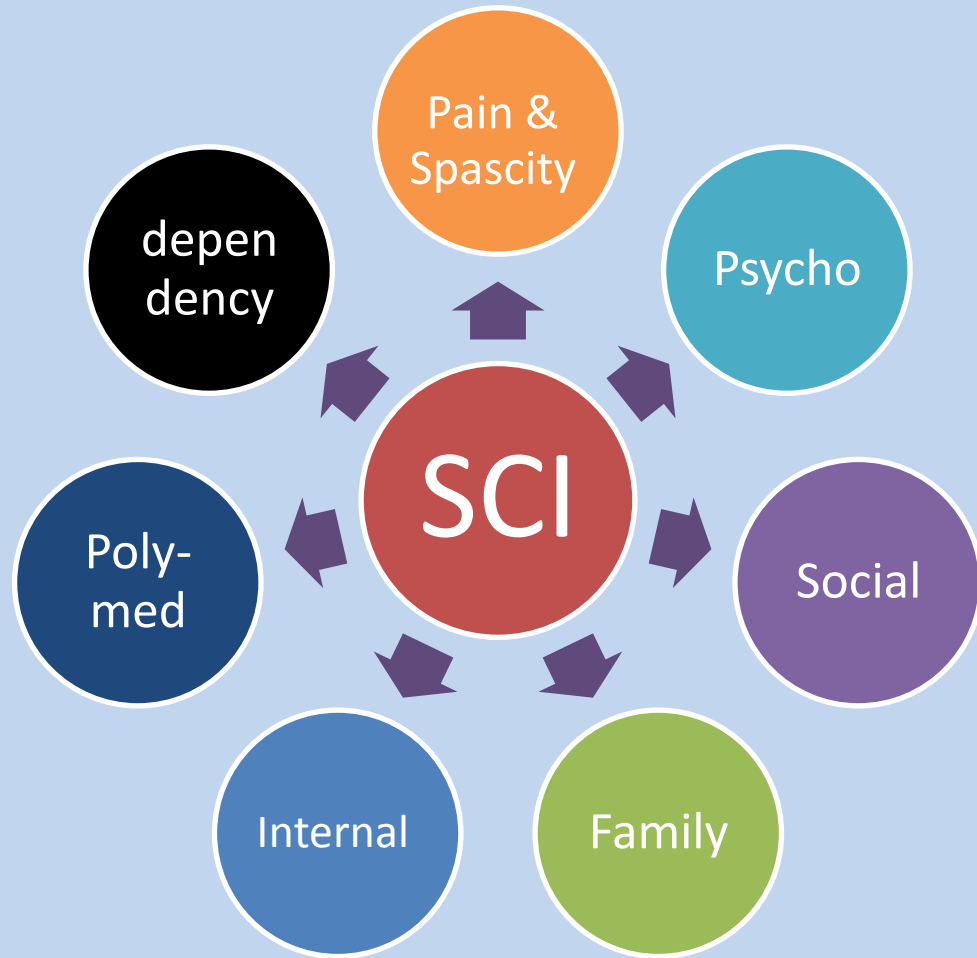 Pain &
Spascity
depen
dency
Psycho
SCI
Poly-
med
Social
Internal
Family